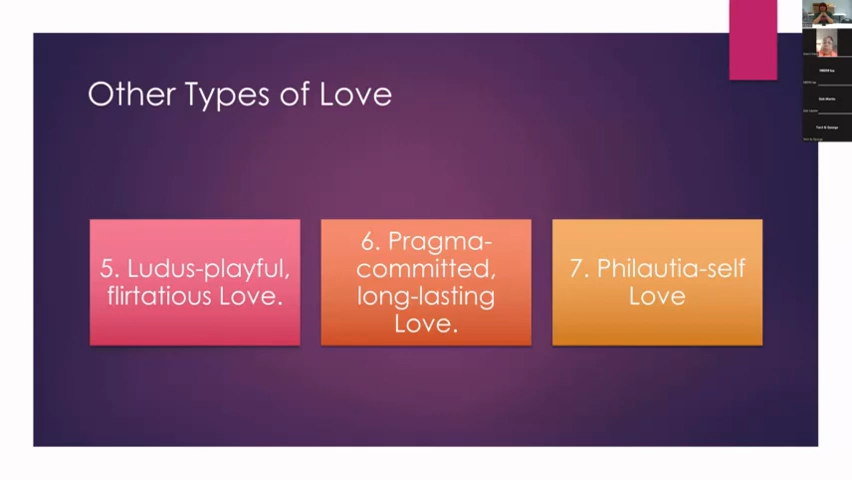 Other Types of Love
5. Ludus-playful,
flirtatious Love.
6. Pragma-
committed,
long-lasting
Love.
7. Philautia-self
Love